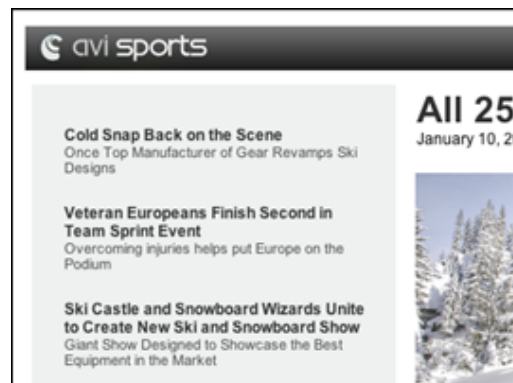 avi sports
Cold Snap Back on the Scene
Once Top Manufacturer of Gear Revamps Ski
Designs
Veteran Europeans Finish Second in
Team Sprint Event
Overcoming injuries helps put Europe on the
Podium
Ski Castle and Snowboard Wizards Unite
to Create New Ski and Snowboard Show
Giant Show Designed to Showcase the Best
Equipment in the Market
All 25
January 10, 2